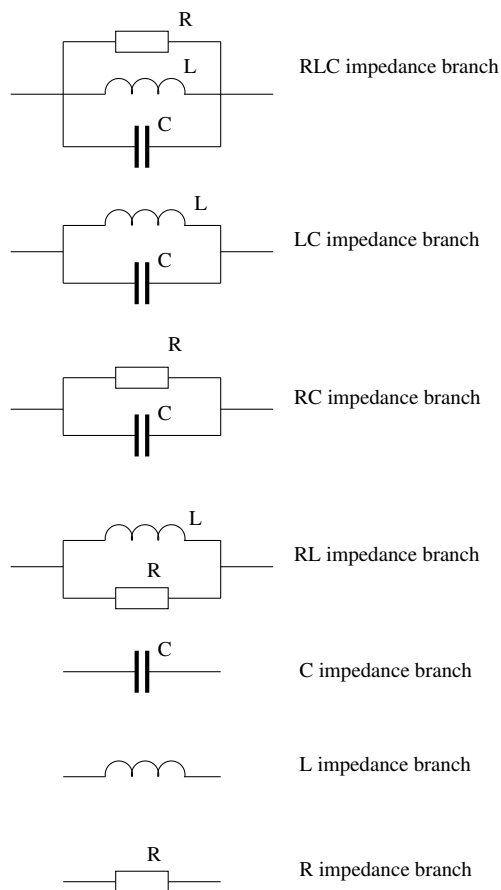 R
L
RLC impedance branch
C
L
LC impedance branch
C
R
RC impedance branch
C
L
RL impedance branch
R
C
C impedance branch
L impedance branch
R
R impedance branch